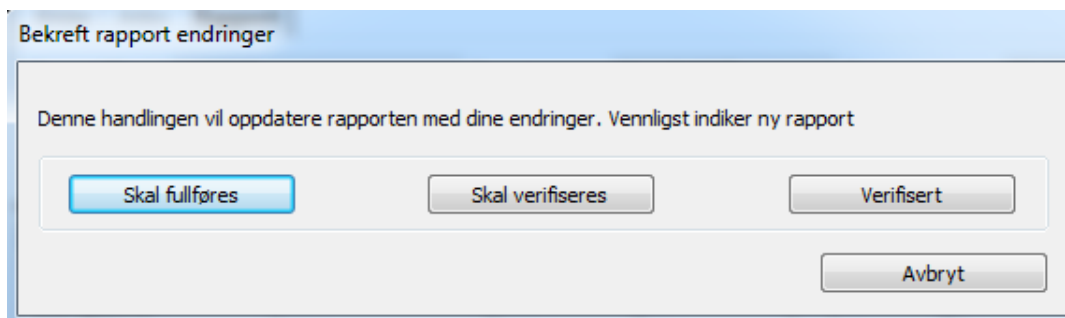 Bekreft rapport endringer
Denne handlingen vil oppdatere rapporten med dine endringer. Vennligst indiker ny rapport
Skal fullføres Skal verifiseres Verifisert
Avbryt